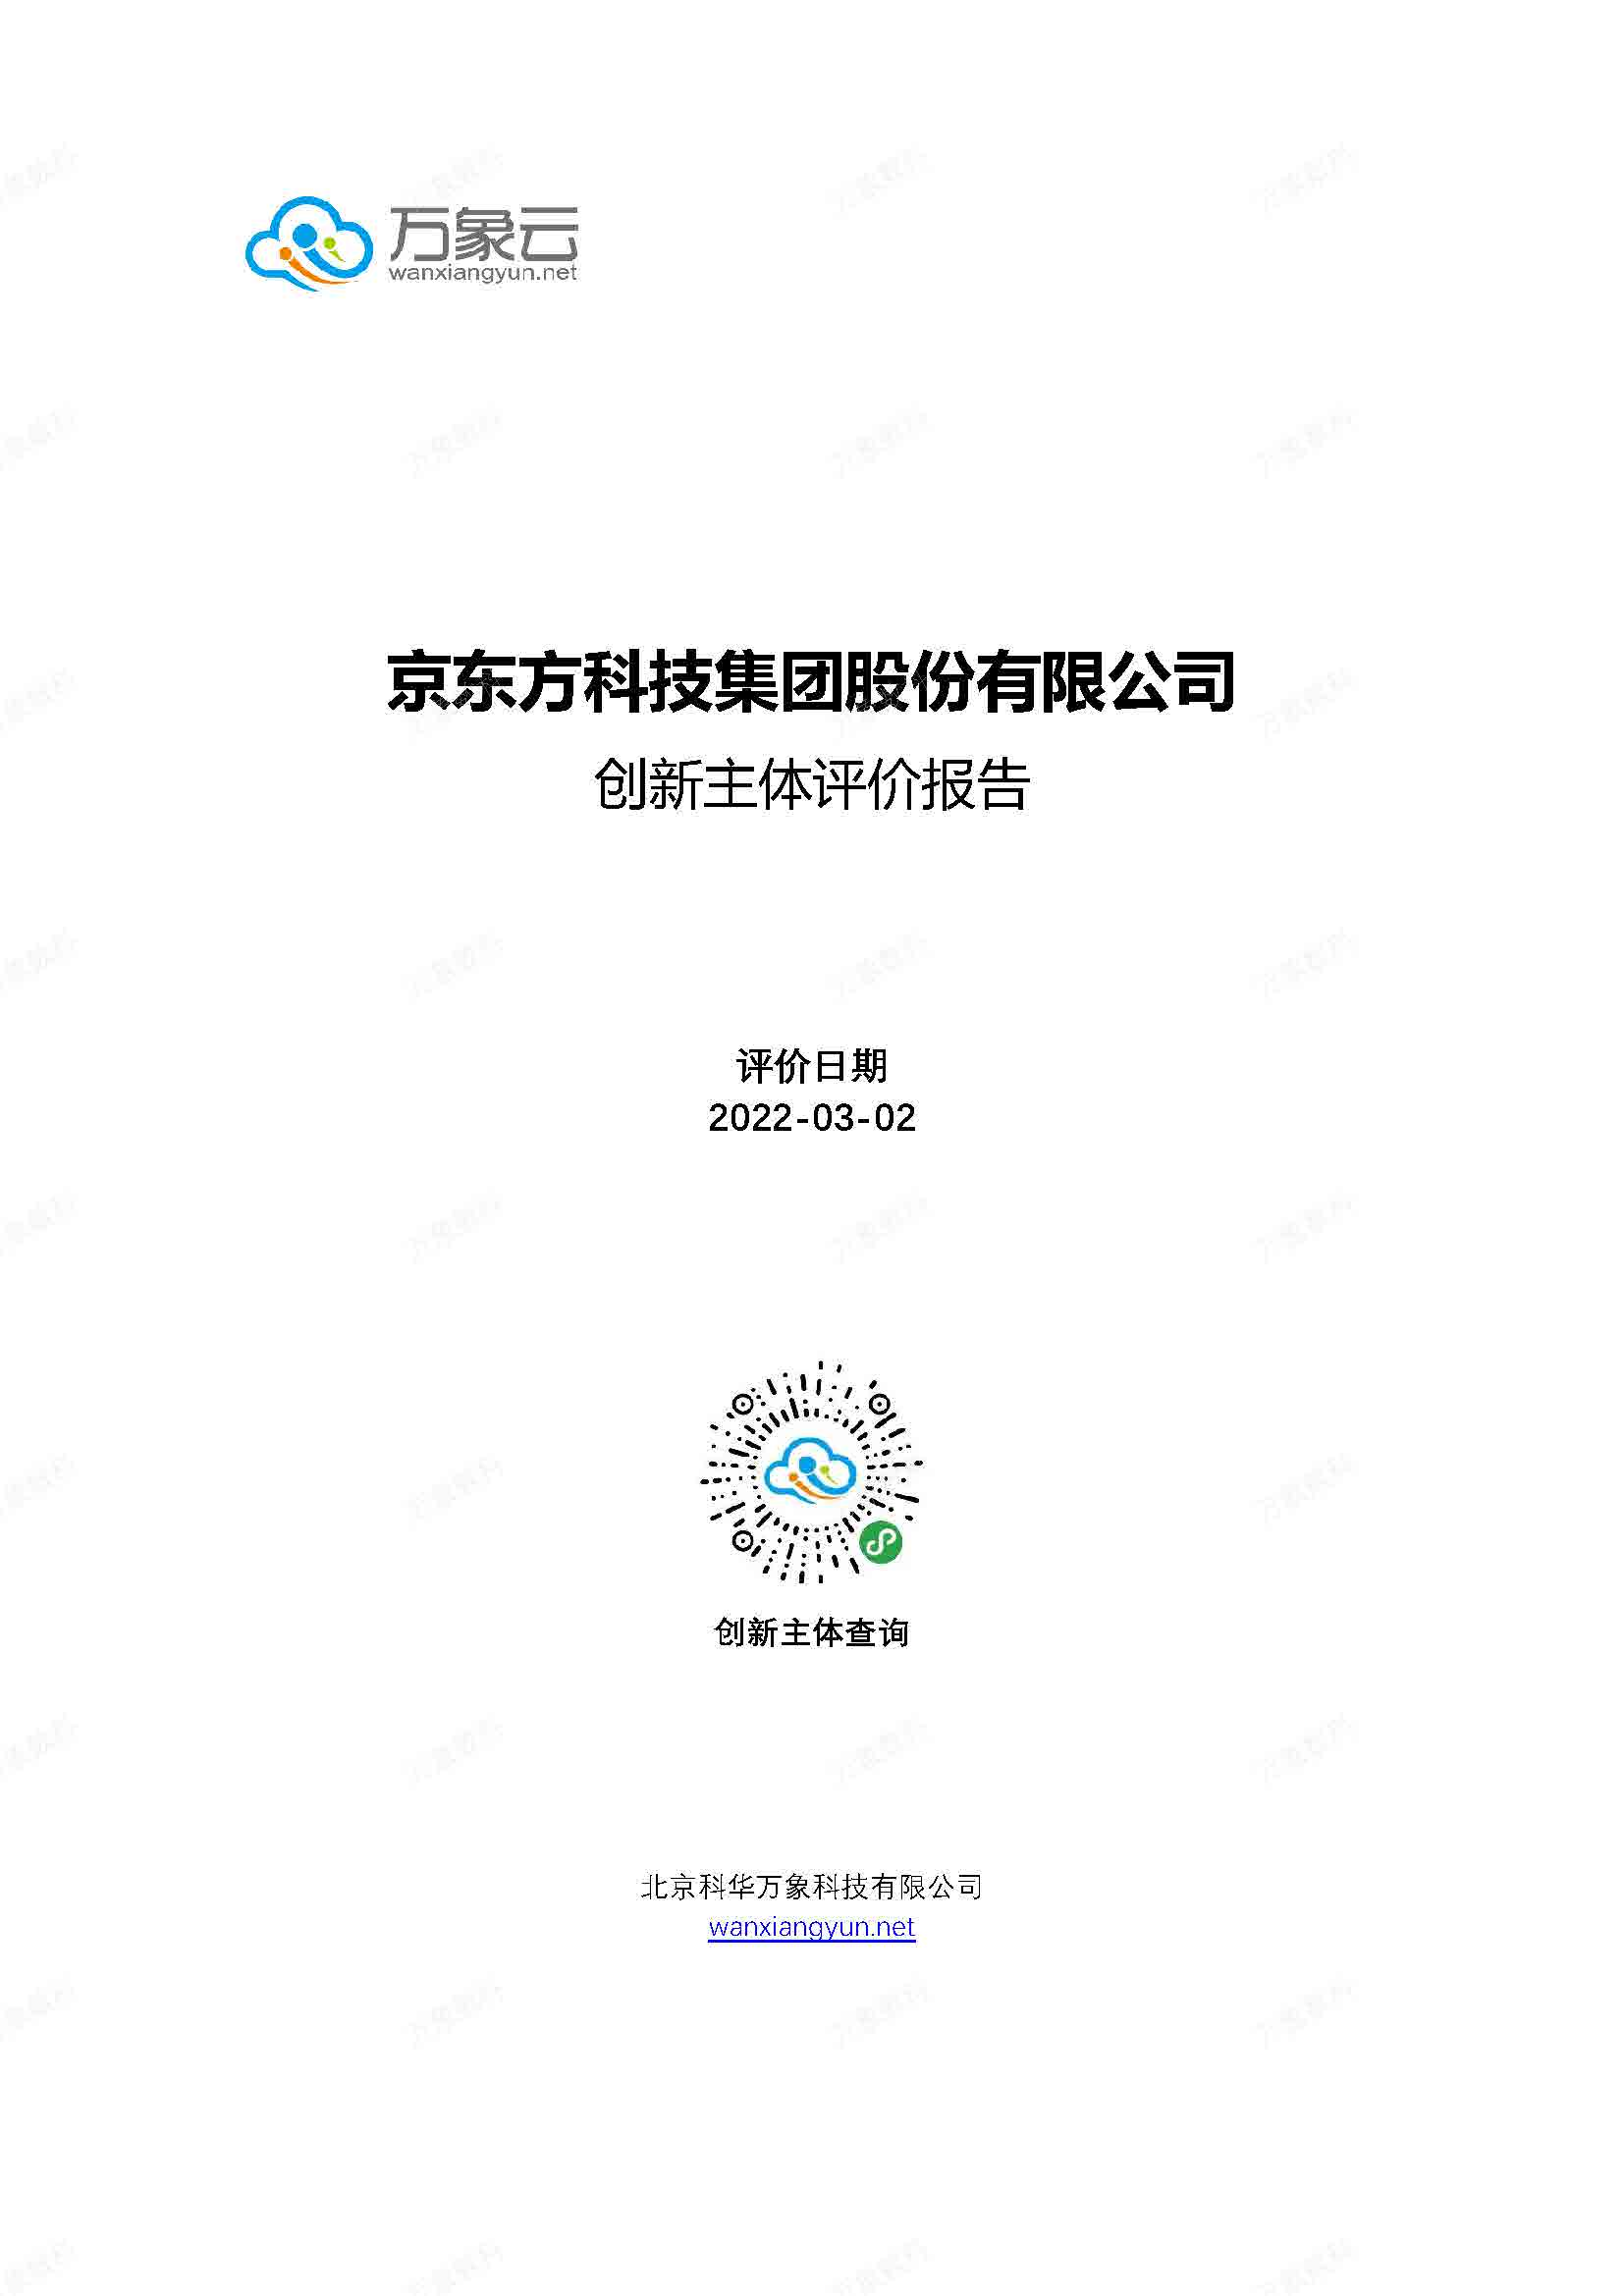 万象云
wanxiangyun.net
京东方科技集团股份有限公司
创新主体评价报告
评价日期
2022-03-02
创新主体查询
北京科华万象科技有限公司
wanxiangyun.net